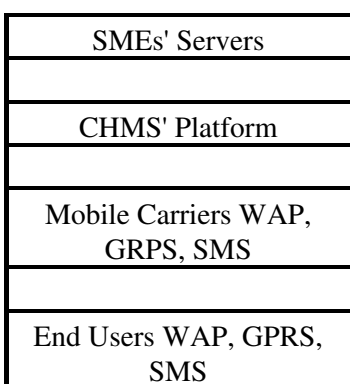 SMEs' Servers
CHMS' Platform
Mobile Carriers WAP,
GRPS, SMS
End Users WAP, GPRS,
SMS